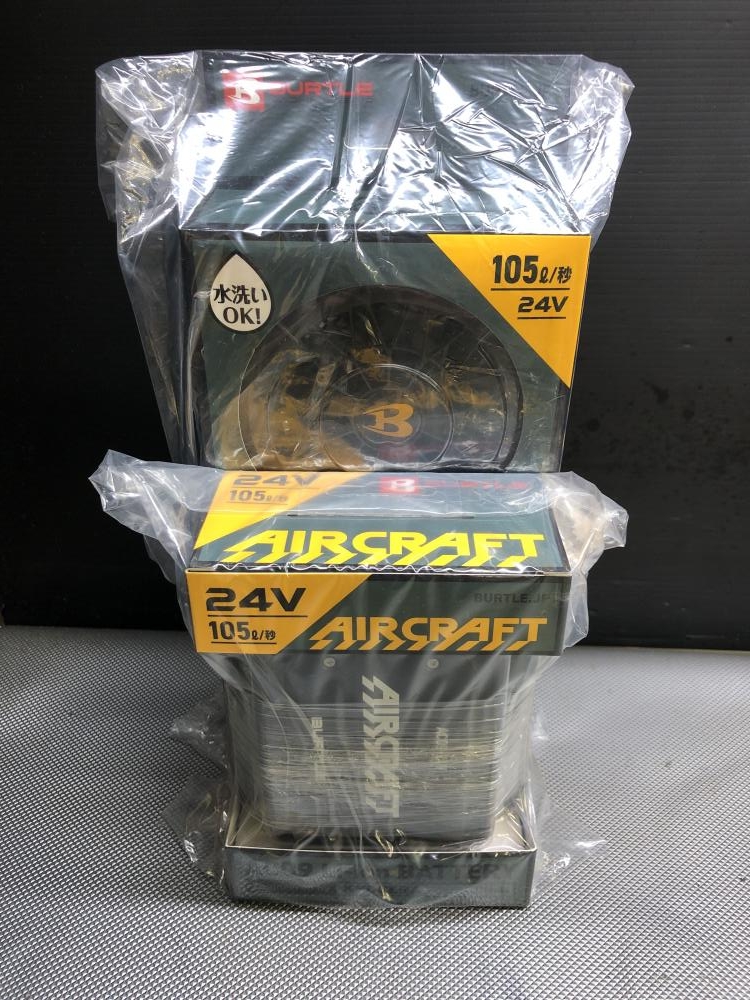 BURTLE
105ℓ/秒
24V
水洗い
OK!
B
24V
105ℓ/秒
BURTLE
AIRCRAFT
24V
105ℓ/秒
BURTLE.JP
AIRCRAFT
AIRCRAFT
BATTERY